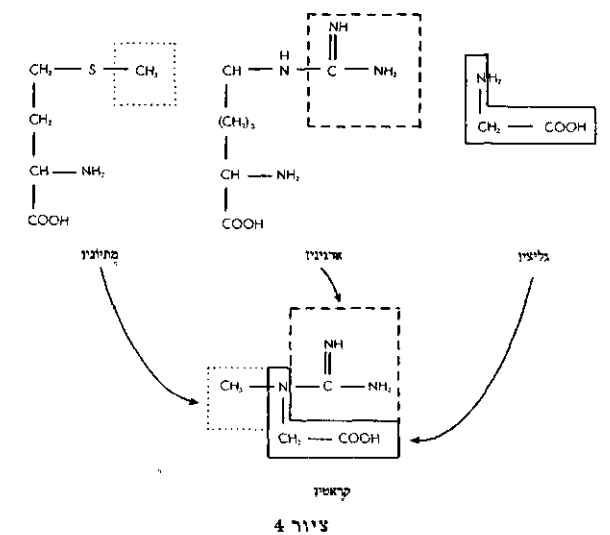 NH
H
CH₂ — S — CH₃
CH — N — C — NH₂
NH₂
CH₂
(CH₂)₂
CH₂ — COOH
CH — NH₂
CH — NH₂
COOH
COOH
מתיונין
ארגינין
גליצין
NH
CH₃ — N — C — NH₂
CH₂ — COOH
קראטין
ציור 4